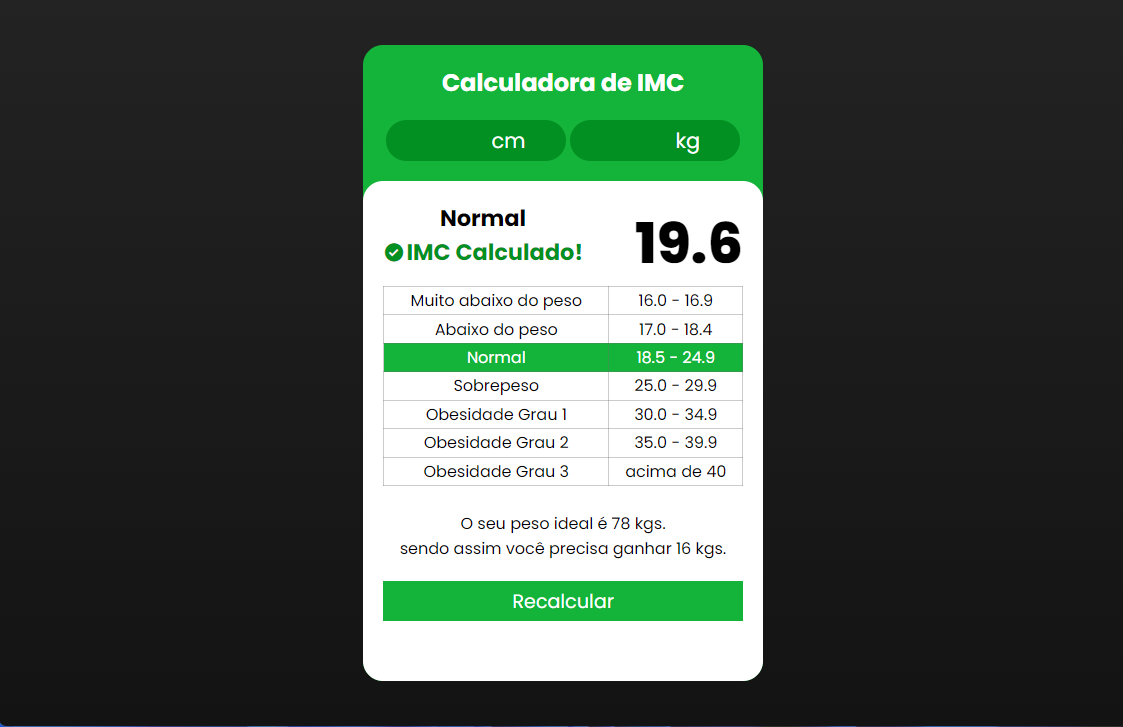 Calculadora de IMC
cm kg
Normal
IMC Calculado!
19.6
Muito abaixo do peso 16.0 - 16.9
Abaixo do peso 17.0 - 18.4
Normal 18.5 - 24.9
Sobrepeso 25.0 - 29.9
Obesidade Grau 1 30.0 - 34.9
Obesidade Grau 2 35.0 - 39.9
Obesidade Grau 3 acima de 40
O seu peso ideal é 78 kgs.
sendo assim você precisa ganhar 16 kgs.
Recalcular